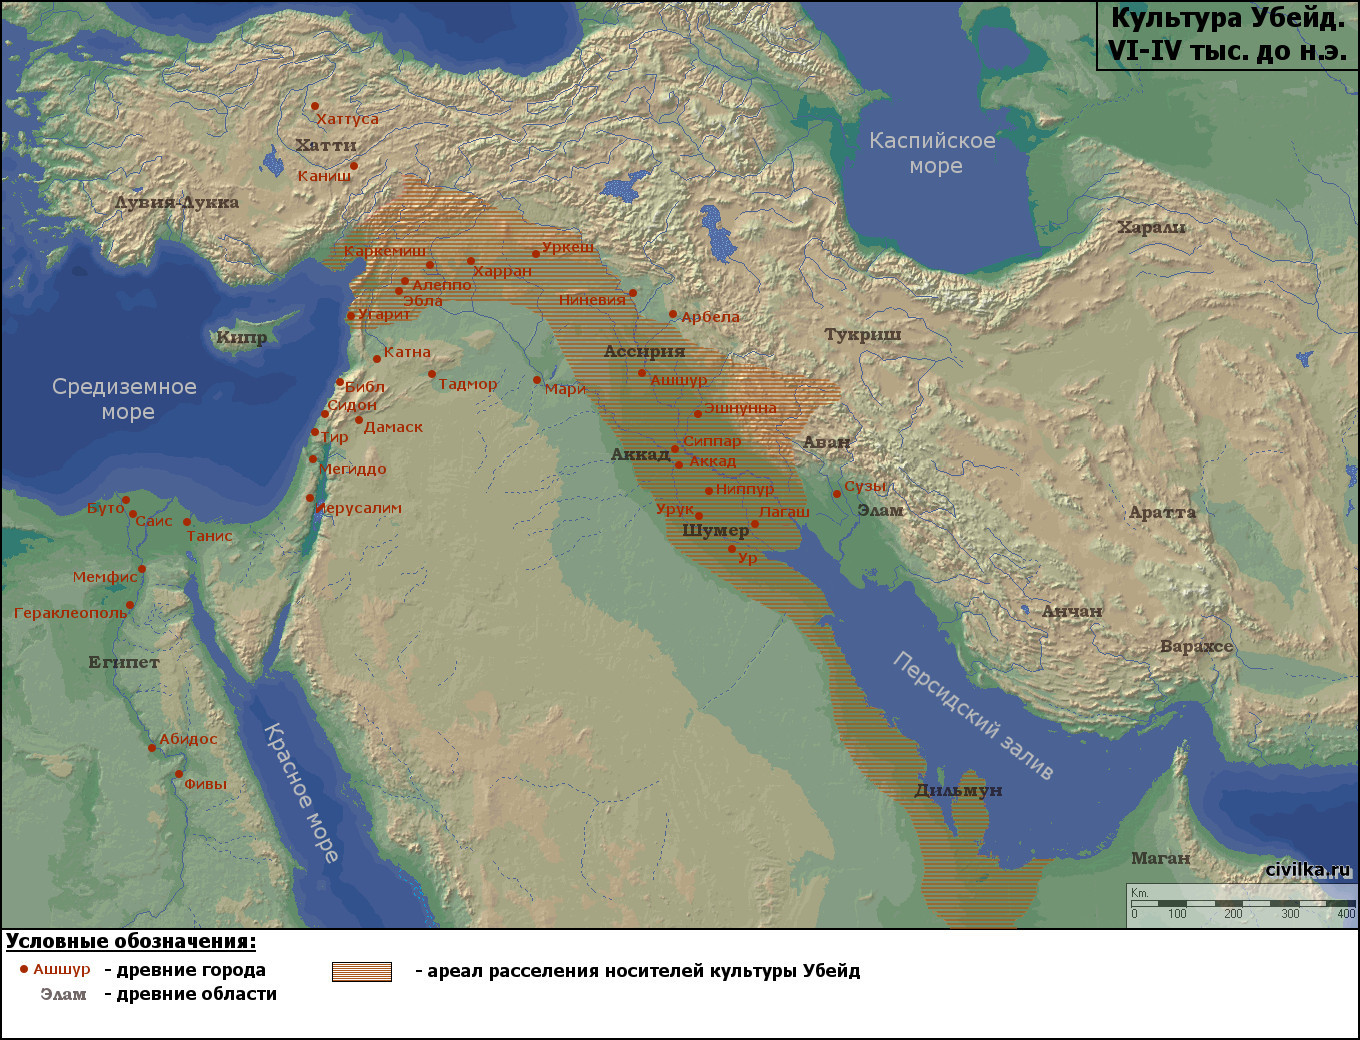 Культура Убейд.
VI-IV тыс. до н.э.
Хаттуса
Хатти
Каниш
Лувия-Лукка
Каспийское
море
Харали
Каркемиш
Харран
Уркеш
Алеппо
Эбла
Угарит
Ниневия
Арбела
Тукриш
Кипр
Катна
Ассирия
Тадмор
Мари
Ашшур
Средиземное
море
Библ
Сидон
Дамаск
Тир
Мегиддо
Иерусалим
Эшнунна
Сиппар
Аккад
Аккад
Аван
Ниппур
Сузы
Элам
Урук
Лагаш
Шумер
Ур
Аратта
Буто
Саис
Танис
Мемфис
Гераклеополь
Египет
Анчан
Варахсе
Персидский залив
Абидос
Фивы
Красное море
Дильмун
Маган
civilka.ru
Km.
0 100 200 300 400
Условные обозначения:
Ашшур - древние города
Элам - древние области
- ареал расселения носителей культуры Убейд